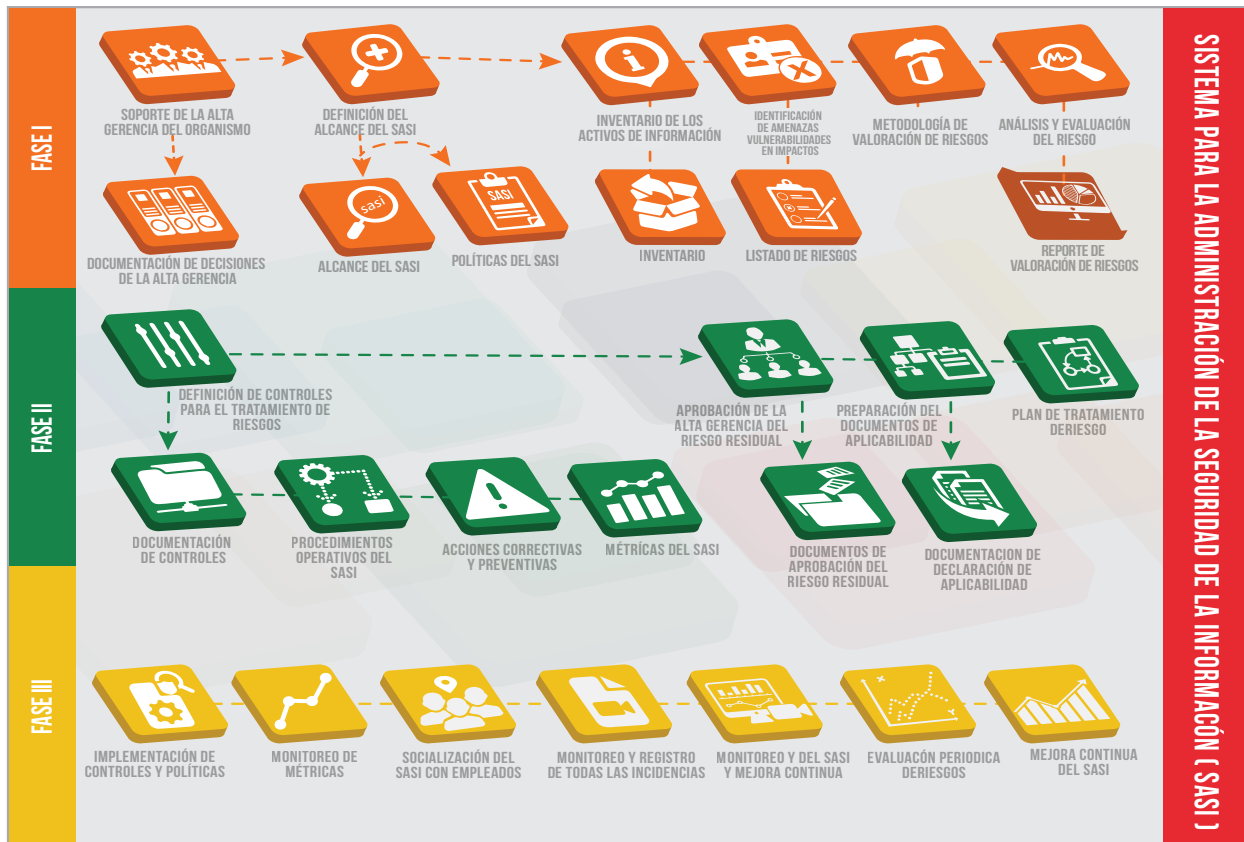 FASE I
SOPORTE DE LA ALTA
GERENCIA DEL ORGANISMO
DEFINICIÓN DEL
ALCANCE DEL SASI
INVENTARIO DE LOS
ACTIVOS DE INFORMACIÓN
IDENTIFICACIÓN
DE AMENAZAS
VULNERABILIDADES
EN IMPACTOS
METODOLOGÍA DE
VALORACIÓN DE RIESGOS
ANÁLISIS Y EVALUACIÓN
DEL RIESGO
DOCUMENTACIÓN DE DECISIONES
DE LA ALTA GERENCIA
sasi
ALCANCE DEL SASI
SASI
POLÍTICAS DEL SASI
INVENTARIO
LISTADO DE RIESGOS
REPORTE DE
VALORACIÓN DE RIESGOS
FASE II
DEFINICIÓN DE CONTROLES
PARA EL TRATAMIENTO DE
RIESGOS
APROBACIÓN DE LA
ALTA GERENCIA DEL
RIESGO RESIDUAL
PREPARACIÓN DEL
DOCUMENTOS DE
APLICABILIDAD
PLAN DE TRATAMIENTO
DERIESGO
DOCUMENTACIÓN
DE CONTROLES
PROCEDIMIENTOS
OPERATIVOS DEL
SASI
ACCIONES CORRECTIVAS
Y PREVENTIVAS
MÉTRÍCAS DEL SASI
DOCUMENTOS DE
APROBACIÓN DEL
RIESGO RESIDUAL
DOCUMENTACION DE
DECLARACIÓN DE
APLICABILIDAD
FASE III
IMPLEMENTACIÓN DE
CONTROLES Y POLÍTICAS
MONITOREO DE
MÉTRICAS
SOCIALIZACIÓN DEL
SASI CON EMPLEADOS
MONITOREO Y REGISTRO
DE TODAS LAS INCIDENCIAS
MONITOREO Y DEL SASI
Y MEJORA CONTINUA
X
Y
EVALUACÓN PERIODICA
DERIESGOS
MEJORA CONTINUA
DEL SASI
SISTEMA PARA LA ADMINISTRACIÓN DE LA SEGURIDAD DE LA INFORMACÓN ( SASI )